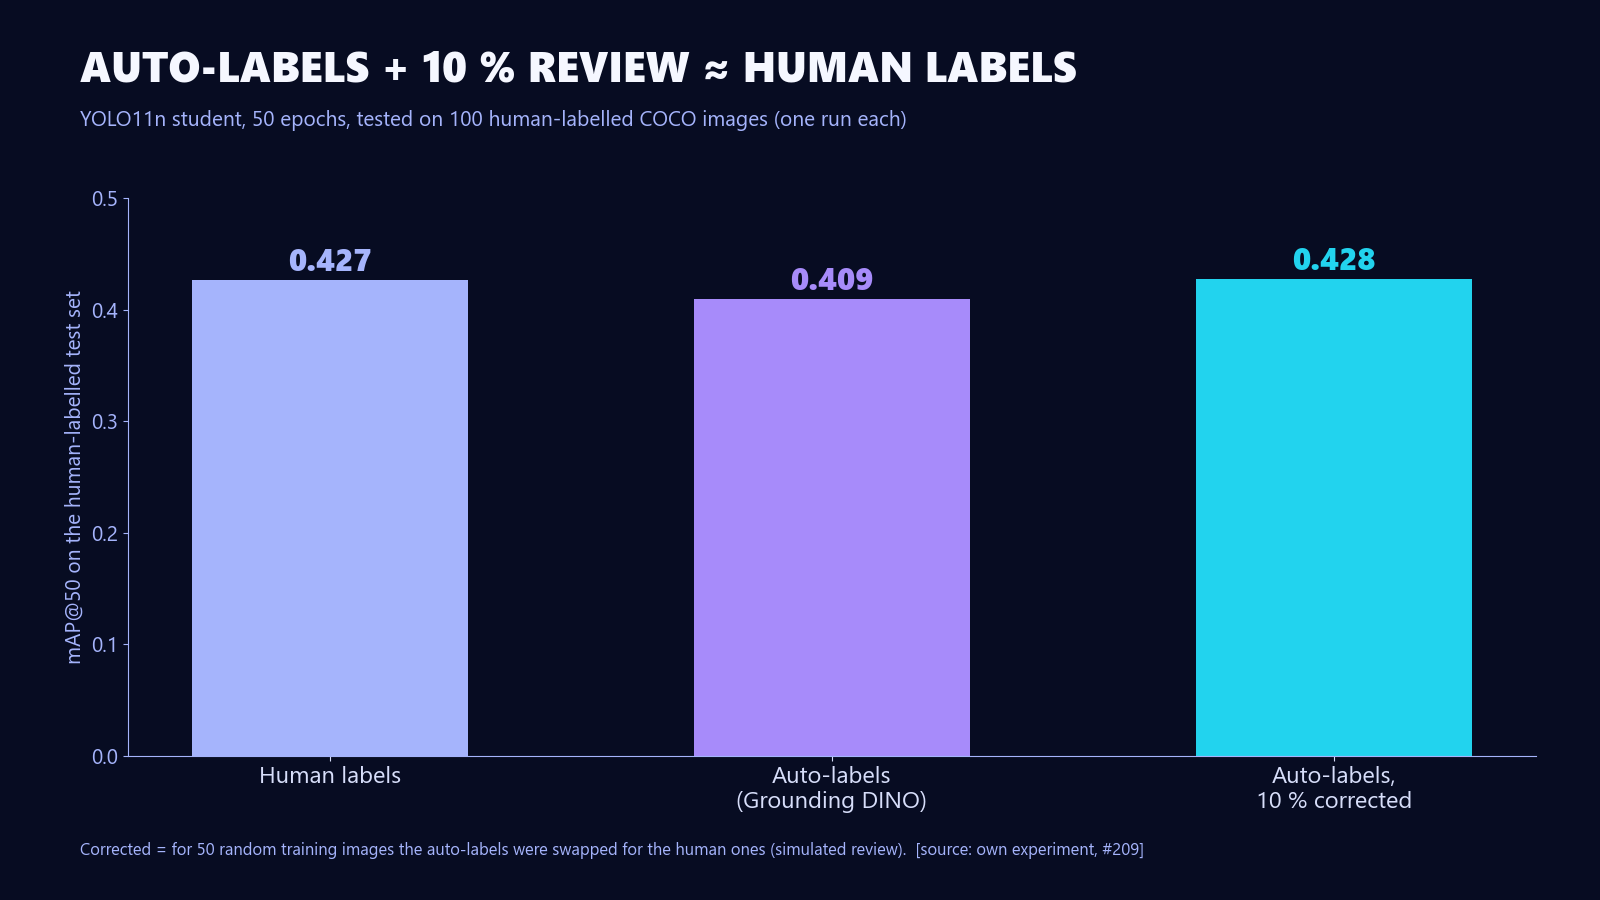 AUTO-LABELS + 10 % REVIEW ≈ HUMAN LABELS
YOLO11n student, 50 epochs, tested on 100 human-labelled COCO images (one run each)
mAP@50 on the human-labelled test set
0.5
0.4
0.3
0.2
0.1
0.0
0.427
0.409
0.428
Human labels
Auto-labels
(Grounding DINO)
Auto-labels,
10 % corrected
Corrected = for 50 random training images the auto-labels were swapped for the human ones (simulated review). [source: own experiment, #209]